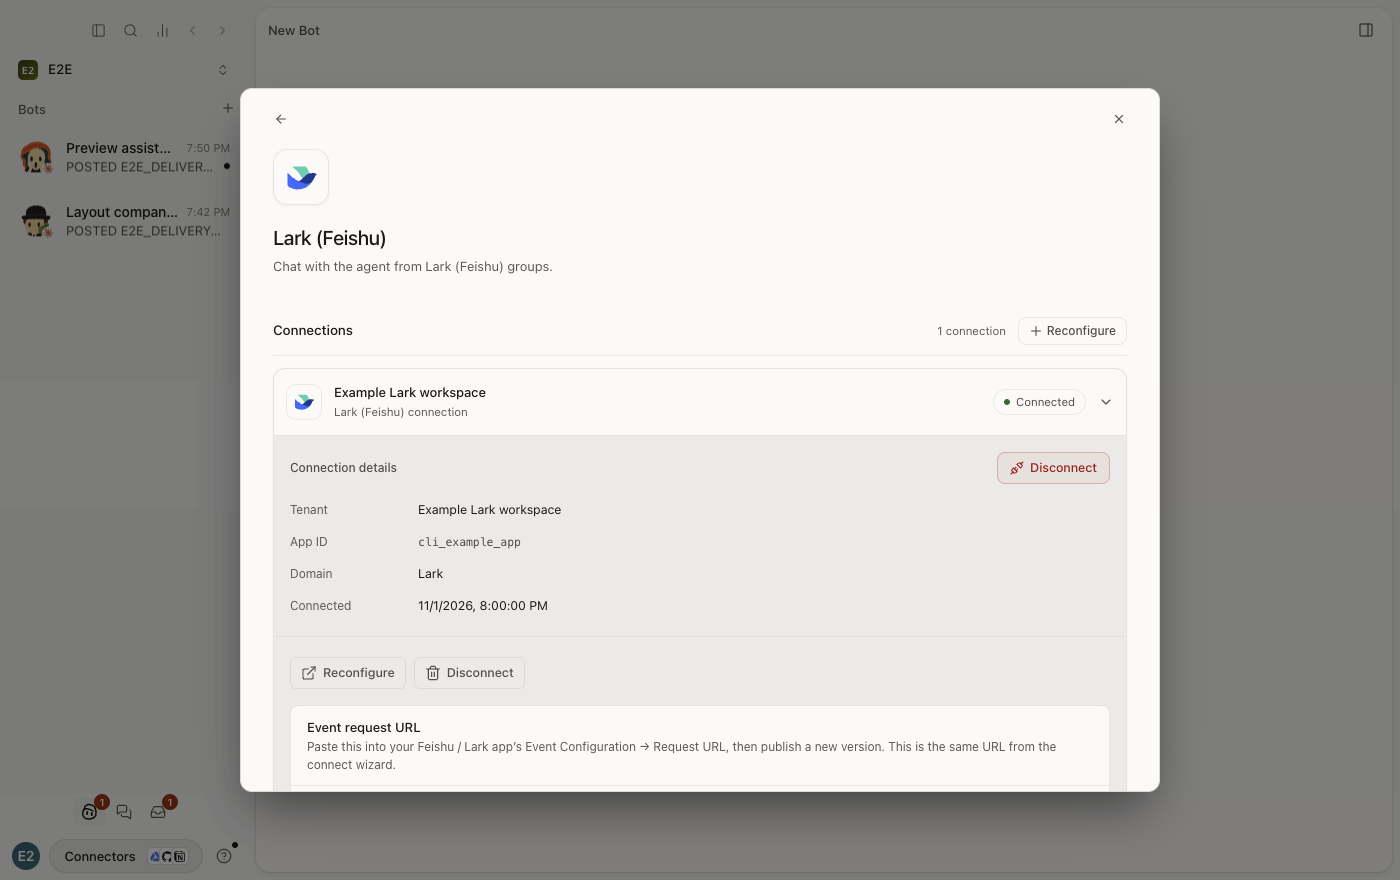 New Bot
E2 E2E
Bots
Preview assist... 7:50 PM
POSTED E2E_DELIVER...
Layout compan... 7:42 PM
POSTED E2E_DELIVERY...
1 1
E2 Connectors
Lark (Feishu)
Chat with the agent from Lark (Feishu) groups.
Connections 1 connection Reconfigure
Example Lark workspace
Lark (Feishu) connection
Connected
Connection details Disconnect
Tenant Example Lark workspace
App ID cli_example_app
Domain Lark
Connected 11/1/2026, 8:00:00 PM
Reconfigure Disconnect
Event request URL
Paste this into your Feishu / Lark app's Event Configuration → Request URL, then publish a new version. This is the same URL from the
connect wizard.